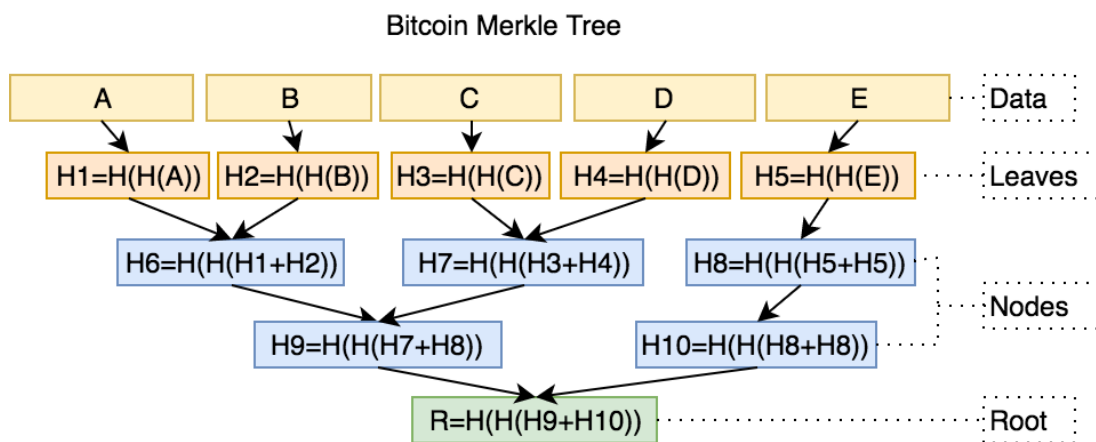 Bitcoin Merkle Tree
A
B
C
D
E
Data
H1=H(H(A))
H2=H(H(B))
H3=H(H(C))
H4=H(H(D))
H5=H(H(E))
Leaves
H6=H(H(H1+H2))
H7=H(H(H3+H4))
H8=H(H(H5+H5))
Nodes
H9=H(H(H7+H8))
H10=H(H(H8+H8))
R=H(H(H9+H10))
Root